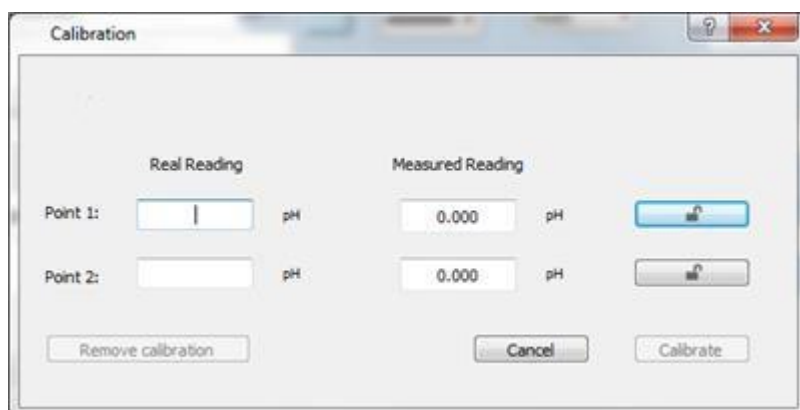 Calibration
?
Real Reading Measured Reading
Point 1: pH 0.000 pH
Point 2: pH 0.000 pH
Remove calibration Cancel Calibrate